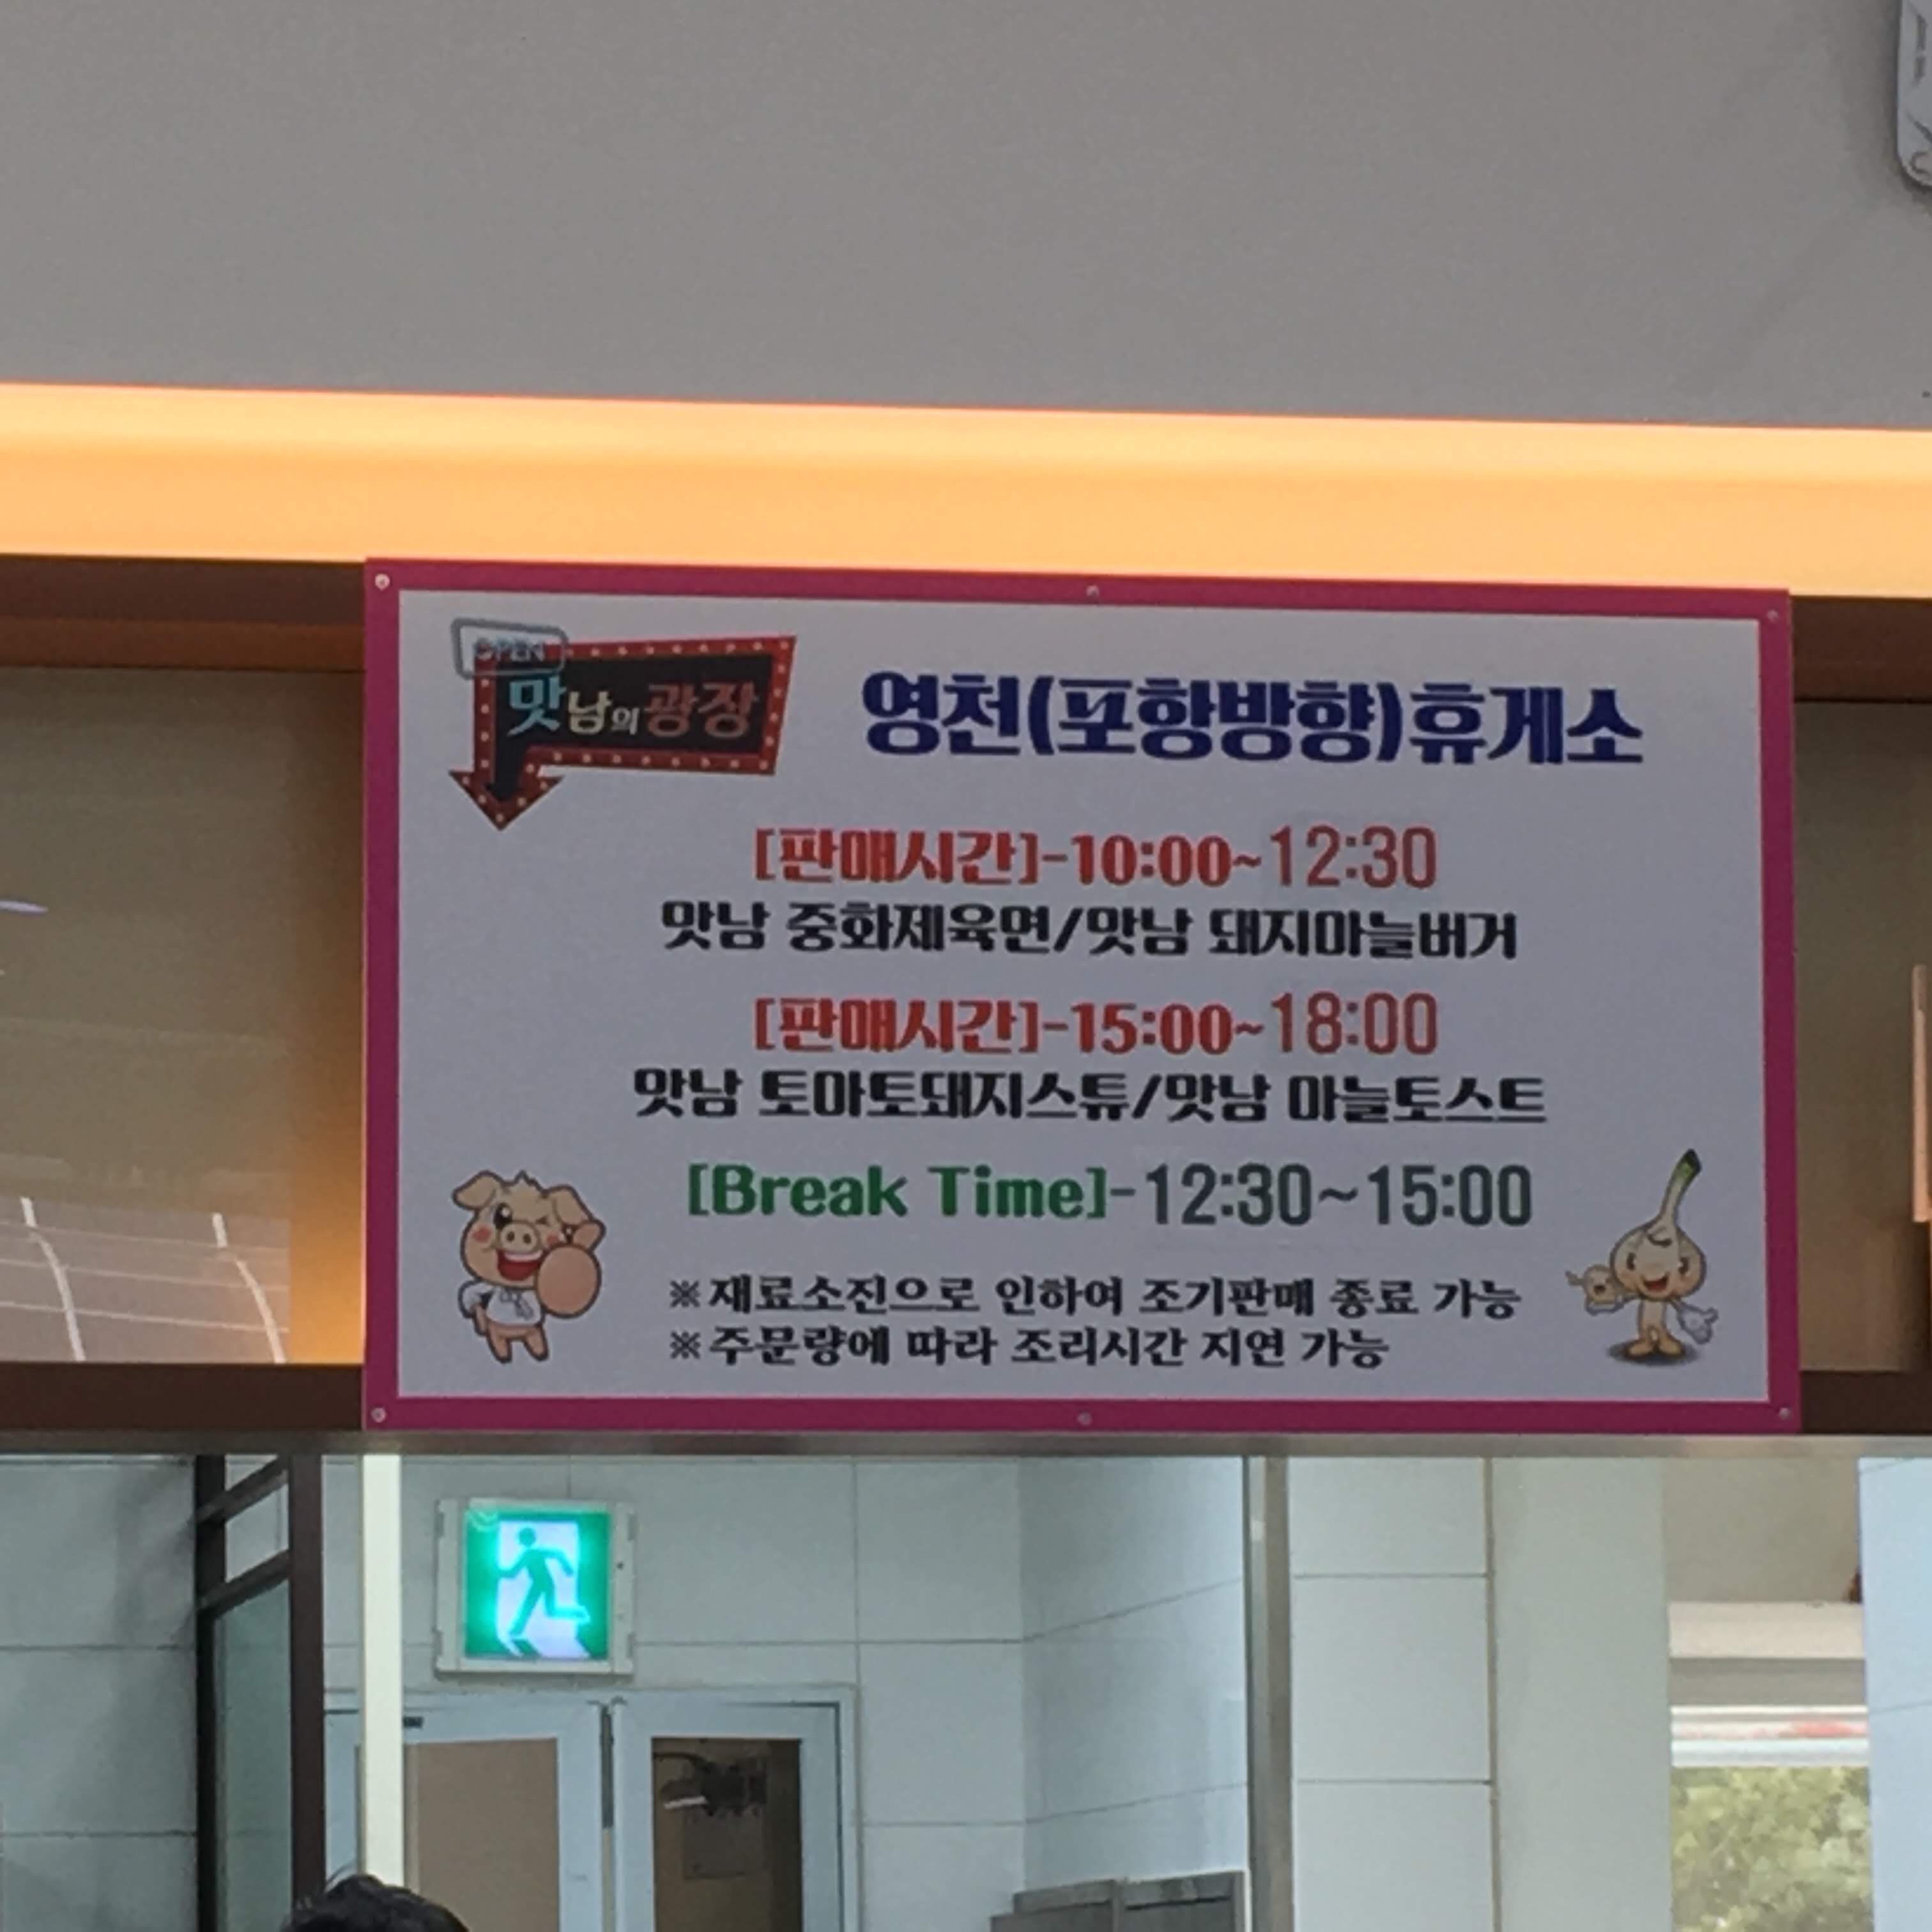 OPEN
맛남의 광장
영천(포항방향)휴게소
[판매시간]-10:00~12:30
맛남 중화제육면/맛남 돼지마늘버거
[판매시간]-15:00~18:00
맛남 토마토돼지스튜/맛남 마늘토스트
[Break Time]-12:30~15:00
※재료소진으로 인하여 조기판매 종료 가능
※주문량에 따라 조리시간 지연 가능